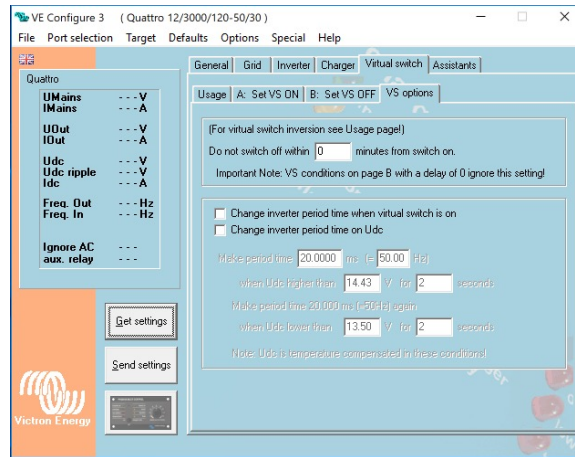 VE Configure 3 ( Quattro 12/3000/120-50/30 )
File Port selection Target Defaults Options Special Help
General Grid Inverter Charger Virtual switch Assistants
Usage A: Set VS ON B: Set VS OFF VS options
Quattro
UMains ---V
IMains ---A
UOut ---V
IOut ---A
Udc ---V
Udc ripple ---V
Idc ---A
Freq. Out ---Hz
Freq. In ---Hz
Ignore AC ---
aux. relay ---
Get settings
Send settings
Victron Energy
(For virtual switch inversion see Usage page!)
Do not switch off within 0 minutes from switch on.
Important Note: VS conditions on page B with a delay of 0 ignore this setting!
Change inverter period time when virtual switch is on
Change inverter period time on Udc
Make period time 20.0000 ms (= 50.00 Hz)
when Udc higher than 14.43 V for 2 seconds
Make period time 20.000 ms (=50Hz) again
when Udc lower than 13.50 V for 2 seconds
Note: Udc is temperature compensated in these conditions!